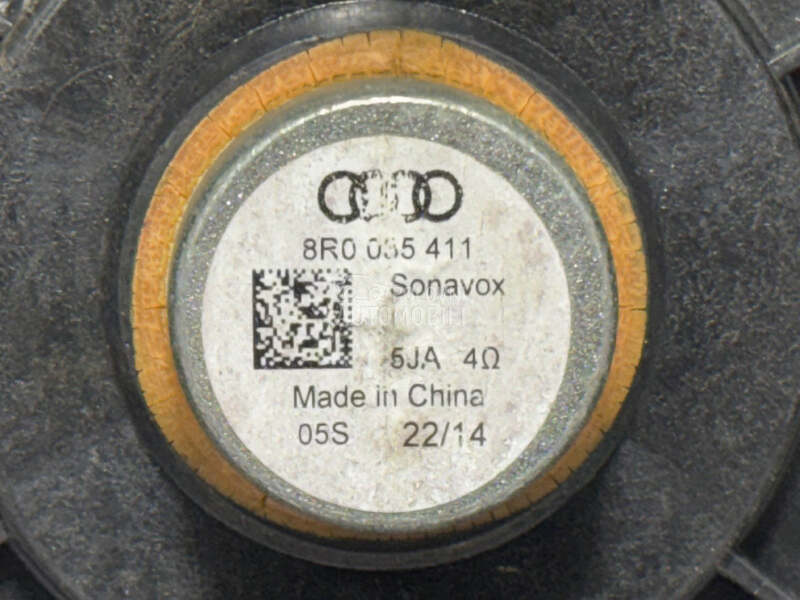 8R0 035 411
Sonavox
5JA 4Ω
Made in China
05S 22/14